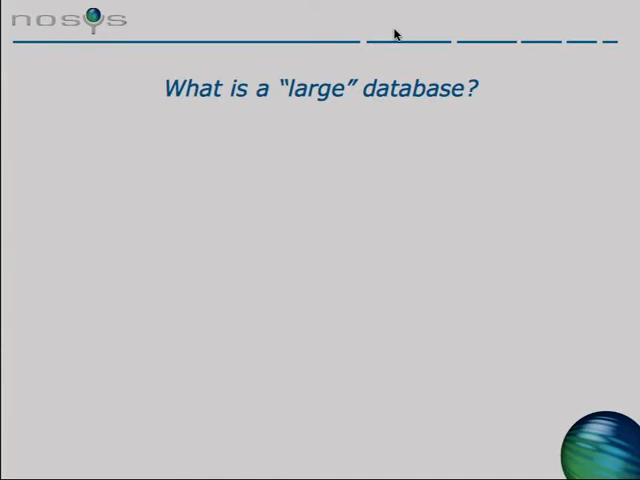 nosys
What is a “large” database?